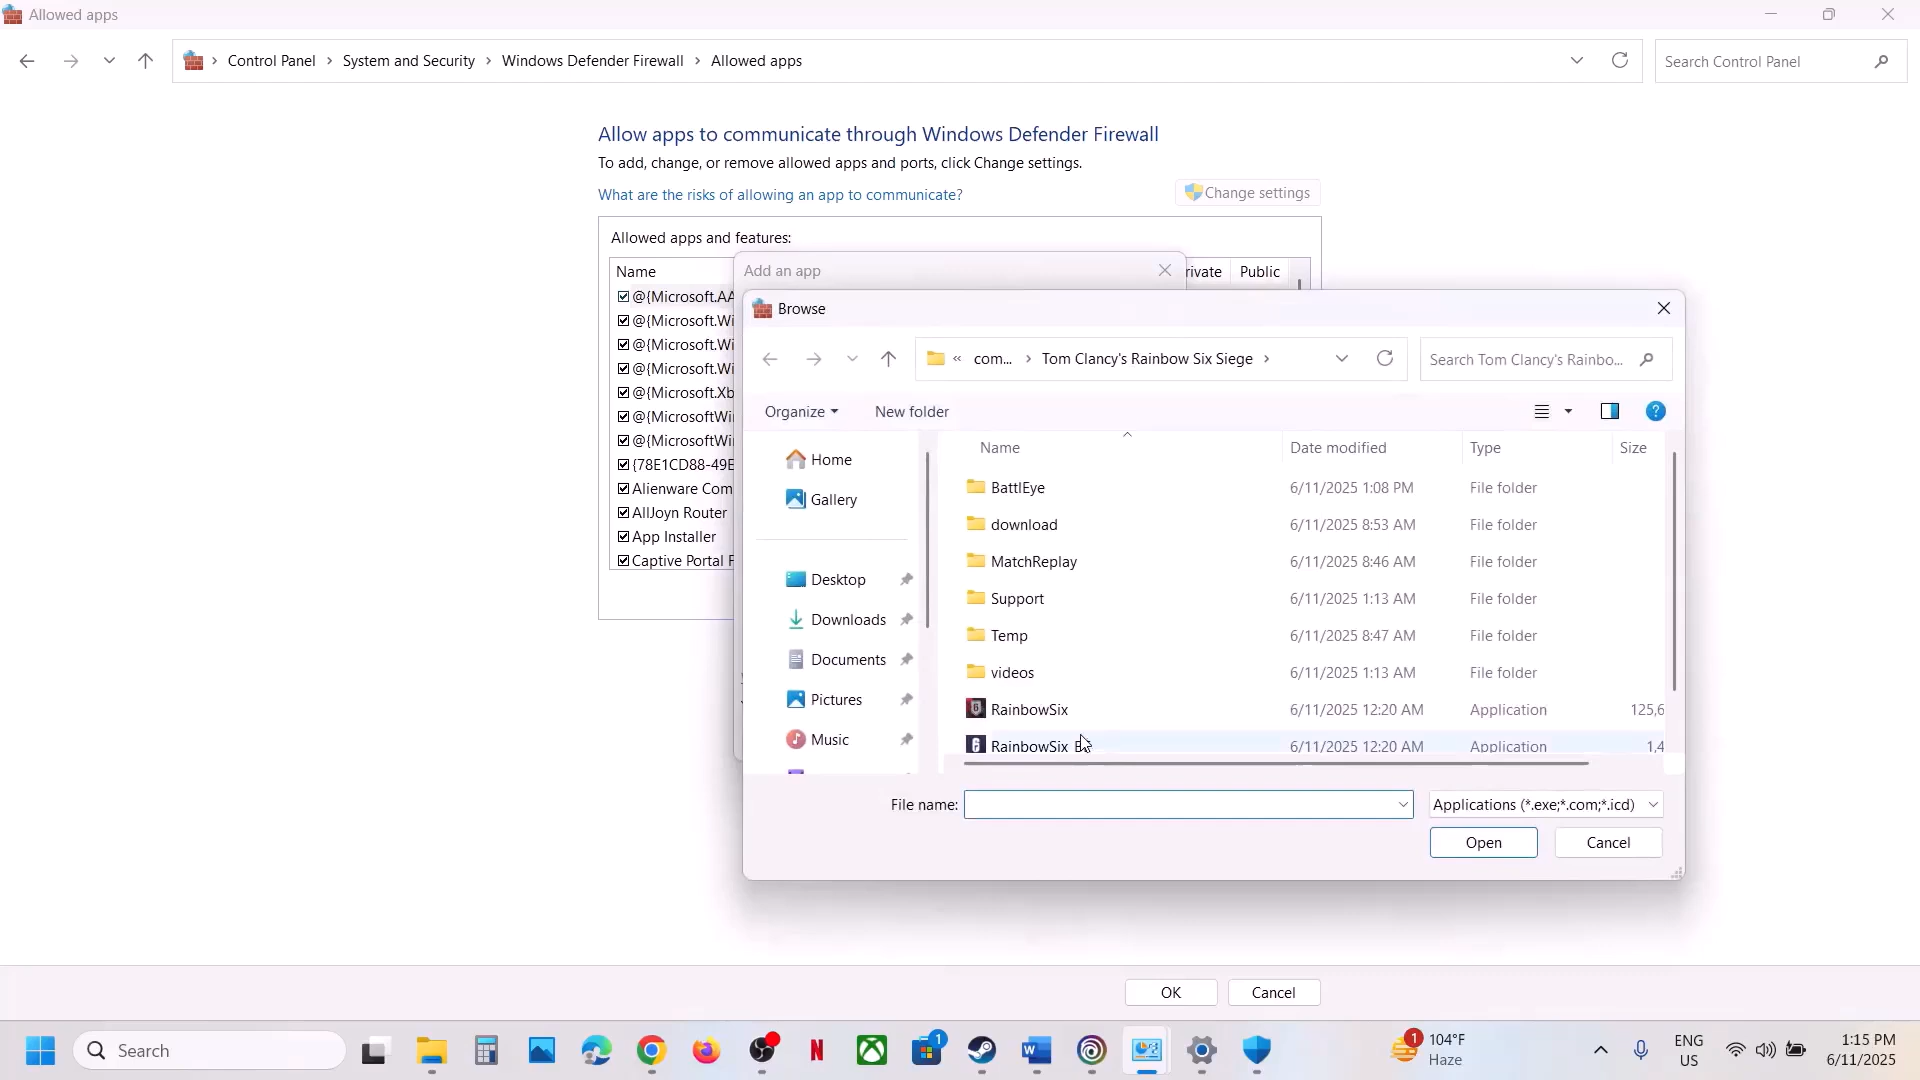 Allowed apps
Control Panel > System and Security > Windows Defender Firewall > Allowed apps
Search Control Panel
Allow apps to communicate through Windows Defender Firewall
To add, change, or remove allowed apps and ports, click Change settings.
What are the risks of allowing an app to communicate?
Change settings
Allowed apps and features:
Name
rivate Public
@{Microsoft.AA
@{Microsoft.Wi
@{Microsoft.Wi
@{Microsoft.Wi
@{Microsoft.Xb
@{MicrosoftWi
@{MicrosoftWi
{78E1CD88-49E
Alienware Com
AllJoyn Router
App Installer
Captive Portal F
Add an app
Browse
« com... > Tom Clancy's Rainbow Six Siege >
Search Tom Clancy's Rainbo...
Organize
New folder
Home
Gallery
Desktop
Downloads
Documents
Pictures
Music
Name Date modified Type Size
BattlEye 6/11/2025 1:08 PM File folder
download 6/11/2025 8:53 AM File folder
MatchReplay 6/11/2025 8:46 AM File folder
Support 6/11/2025 1:13 AM File folder
Temp 6/11/2025 8:47 AM File folder
videos 6/11/2025 1:13 AM File folder
RainbowSix 6/11/2025 12:20 AM Application 125,6
RainbowSix 6/11/2025 12:20 AM Application 1,4
File name:
Applications (*.exe;*.com;*.icd)
Open
Cancel
OK
Cancel
Search
1
1
104°F
Haze
ENG
US
1:15 PM
6/11/2025